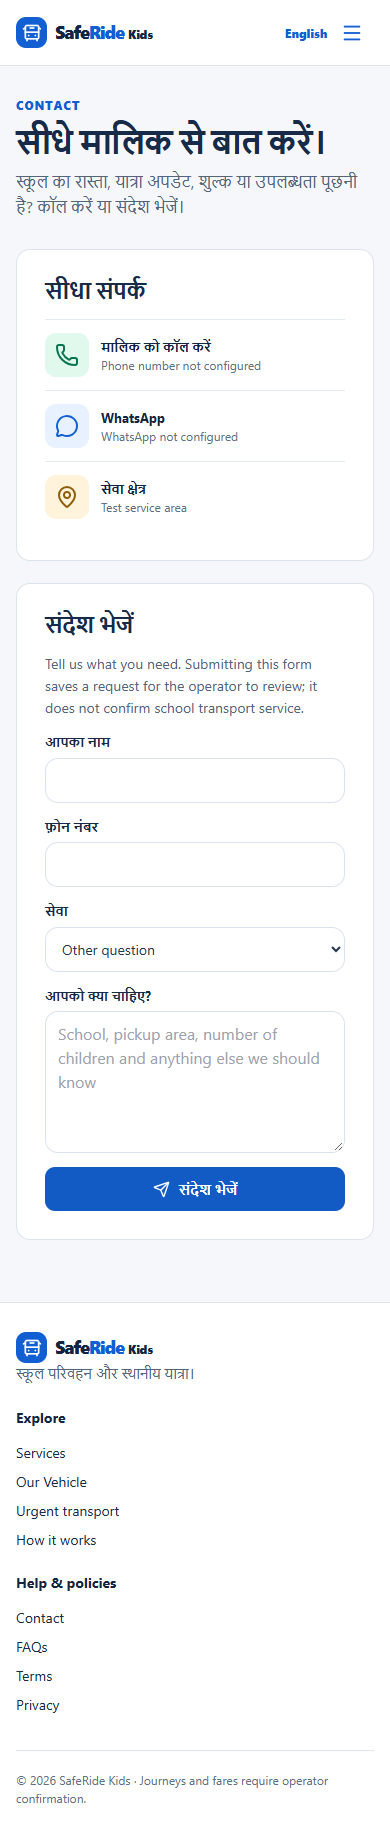 SafeRide Kids
English
CONTACT
सीधे मालिक से बात करें।
स्कूल का रास्ता, यात्रा अपडेट, शुल्क या उपलब्धता पूछनी
है? कॉल करें या संदेश भेजें।
सीधा संपर्क
मालिक को कॉल करें
Phone number not configured
WhatsApp
WhatsApp not configured
सेवा क्षेत्र
Test service area
संदेश भेजें
Tell us what you need. Submitting this form
saves a request for the operator to review; it
does not confirm school transport service.
आपका नाम
फ़ोन नंबर
सेवा
Other question
आपको क्या चाहिए?
School, pickup area, number of
children and anything else we should
know
संदेश भेजें
SafeRide Kids
स्कूल परिवहन और स्थानीय यात्रा।
Explore
Services
Our Vehicle
Urgent transport
How it works
Help & policies
Contact
FAQs
Terms
Privacy
© 2026 SafeRide Kids · Journeys and fares require operator
confirmation.